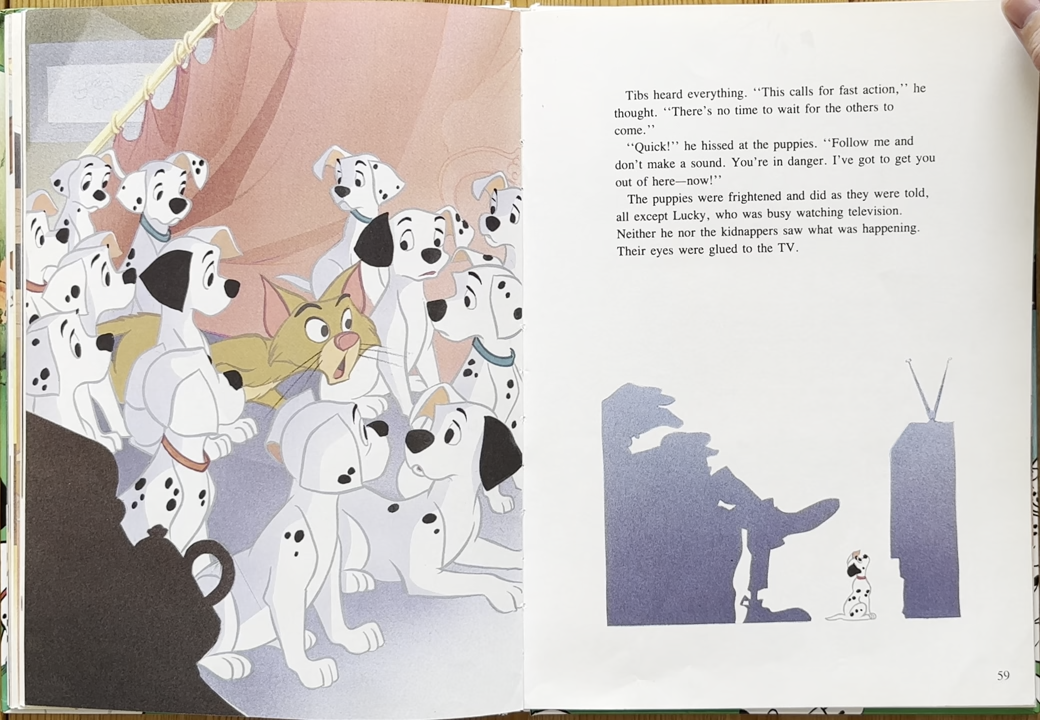 Tibs heard everything. ‘‘This calls for fast action,’’ he
thought. ‘‘There's no time to wait for the others to
come.’’
‘‘Quick!’’ he hissed at the puppies. ‘‘Follow me and
don't make a sound. You're in danger. I've got to get you
out of here—now!’’
The puppies were frightened and did as they were told,
all except Lucky, who was busy watching television.
Neither he nor the kidnappers saw what was happening.
Their eyes were glued to the TV.
59